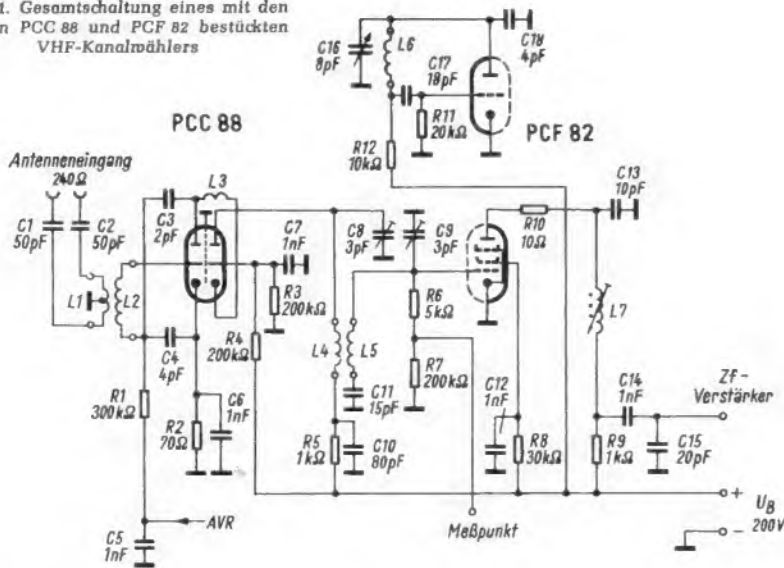 1. Gesamtschaltung eines mit den
n PCC 88 und PCF 82 bestückten
VHF-Kanalwählers
PCC 88
PCF 82
Antenneneingang
240Ω
C1
50pF
C2
50pF
L1
L2
C3
2pF
L3
C4
4pF
R1
300kΩ
R2
70Ω
C6
1nF
C5
1nF
AVR
C7
1nF
R3
200kΩ
R4
200kΩ
C16
8pF
L6
C17
18pF
C18
4pF
R11
20kΩ
R12
10kΩ
C8
3pF
C9
3pF
L4
L5
R6
5kΩ
R7
200kΩ
C11
15pF
R5
1kΩ
C10
80pF
Meßpunkt
C12
1nF
R8
30kΩ
R10
10Ω
C13
10pF
L7
C14
1nF
R9
1kΩ
C15
20pF
Zf-
Verstärker
+
UB
200V
-